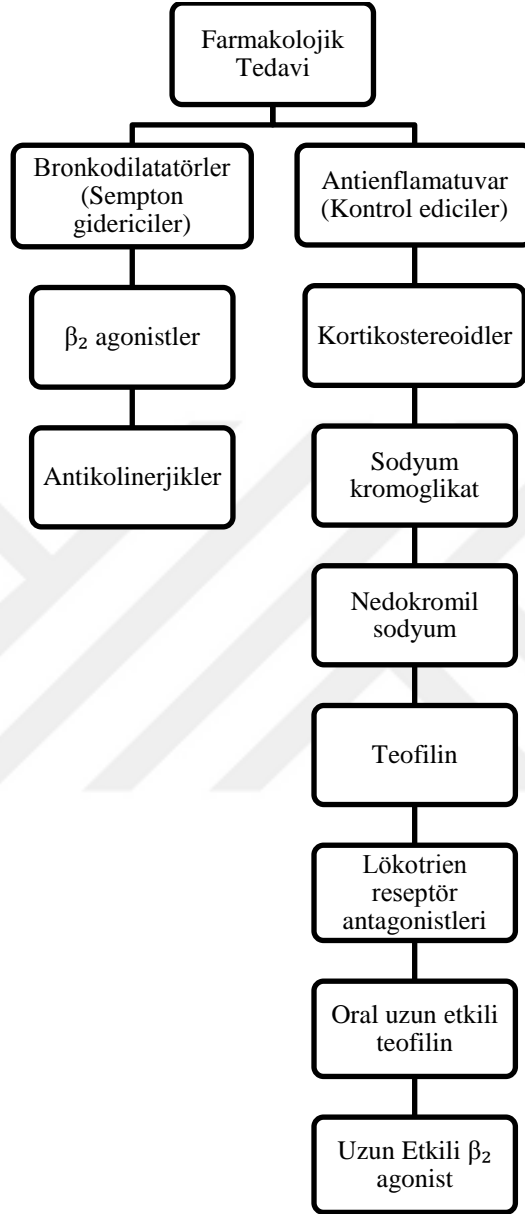 Farmakolojik
Tedavi
Bronkodilatatörler
(Sempton
gidericiler)
β₂ agonistler
Antikolinerjikler
Antienflamatuvar
(Kontrol ediciler)
Kortikostereoidler
Sodyum
kromoglikat
Nedokromil
sodyum
Teofilin
Lökotrien
reseptör
antagonistleri
Oral uzun etkili
teofilin
Uzun Etkili β₂
agonist